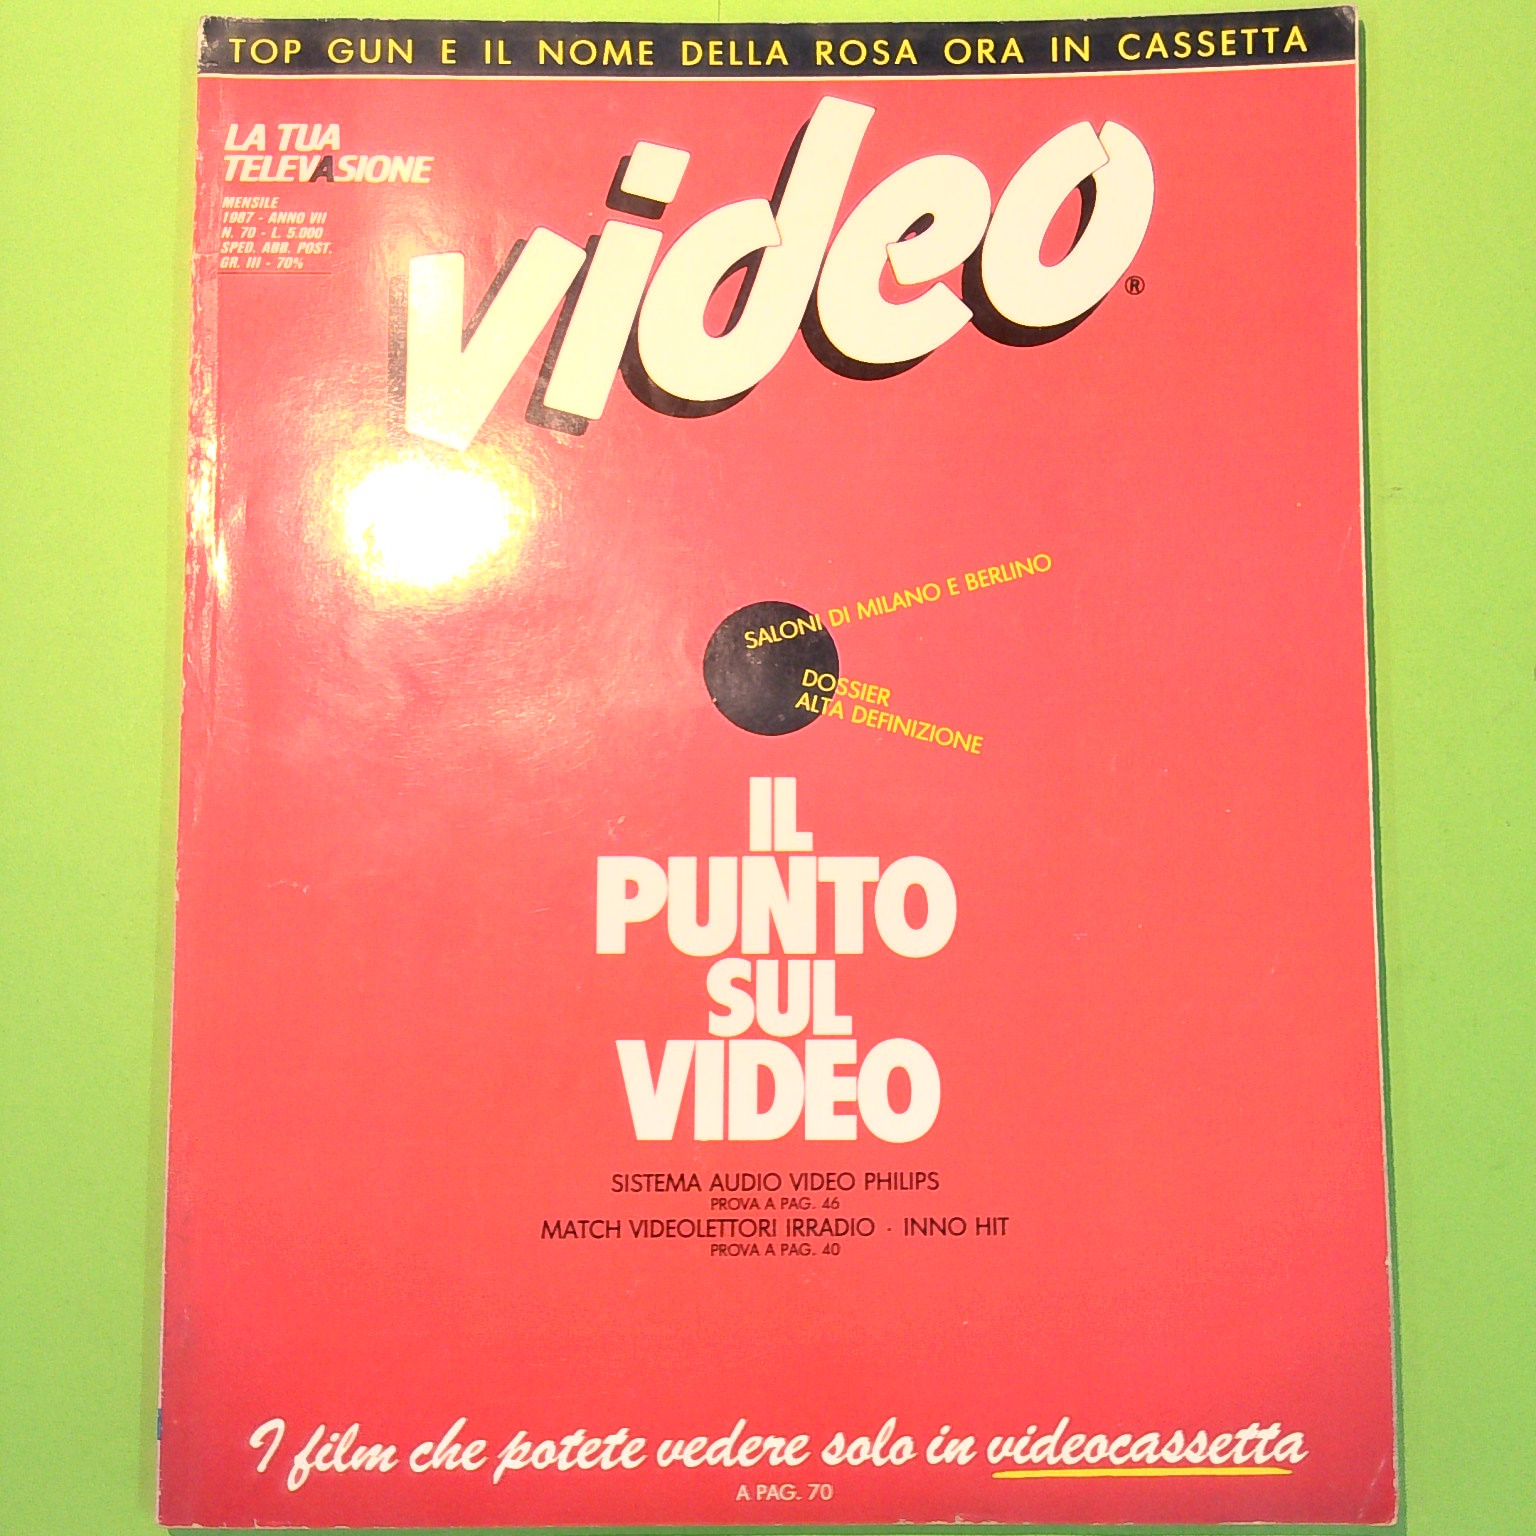 TOP GUN E IL NOME DELLA ROSA ORA IN CASSETTA
LA TUA
TELEVASIONE
MENSILE
1987 - ANNO VII
N. 70 - L. 5.000
SPED. ABB. POST.
GR. III - 70%
video
®
SALONI DI MILANO E BERLINO
DOSSIER
ALTA DEFINIZIONE
IL
PUNTO
SUL
VIDEO
SISTEMA AUDIO VIDEO PHILIPS
PROVA A PAG. 46
MATCH VIDEOLETTORI IRRADIO · INNO HIT
PROVA A PAG. 40
I film che potete vedere solo in videocassetta
A PAG. 70